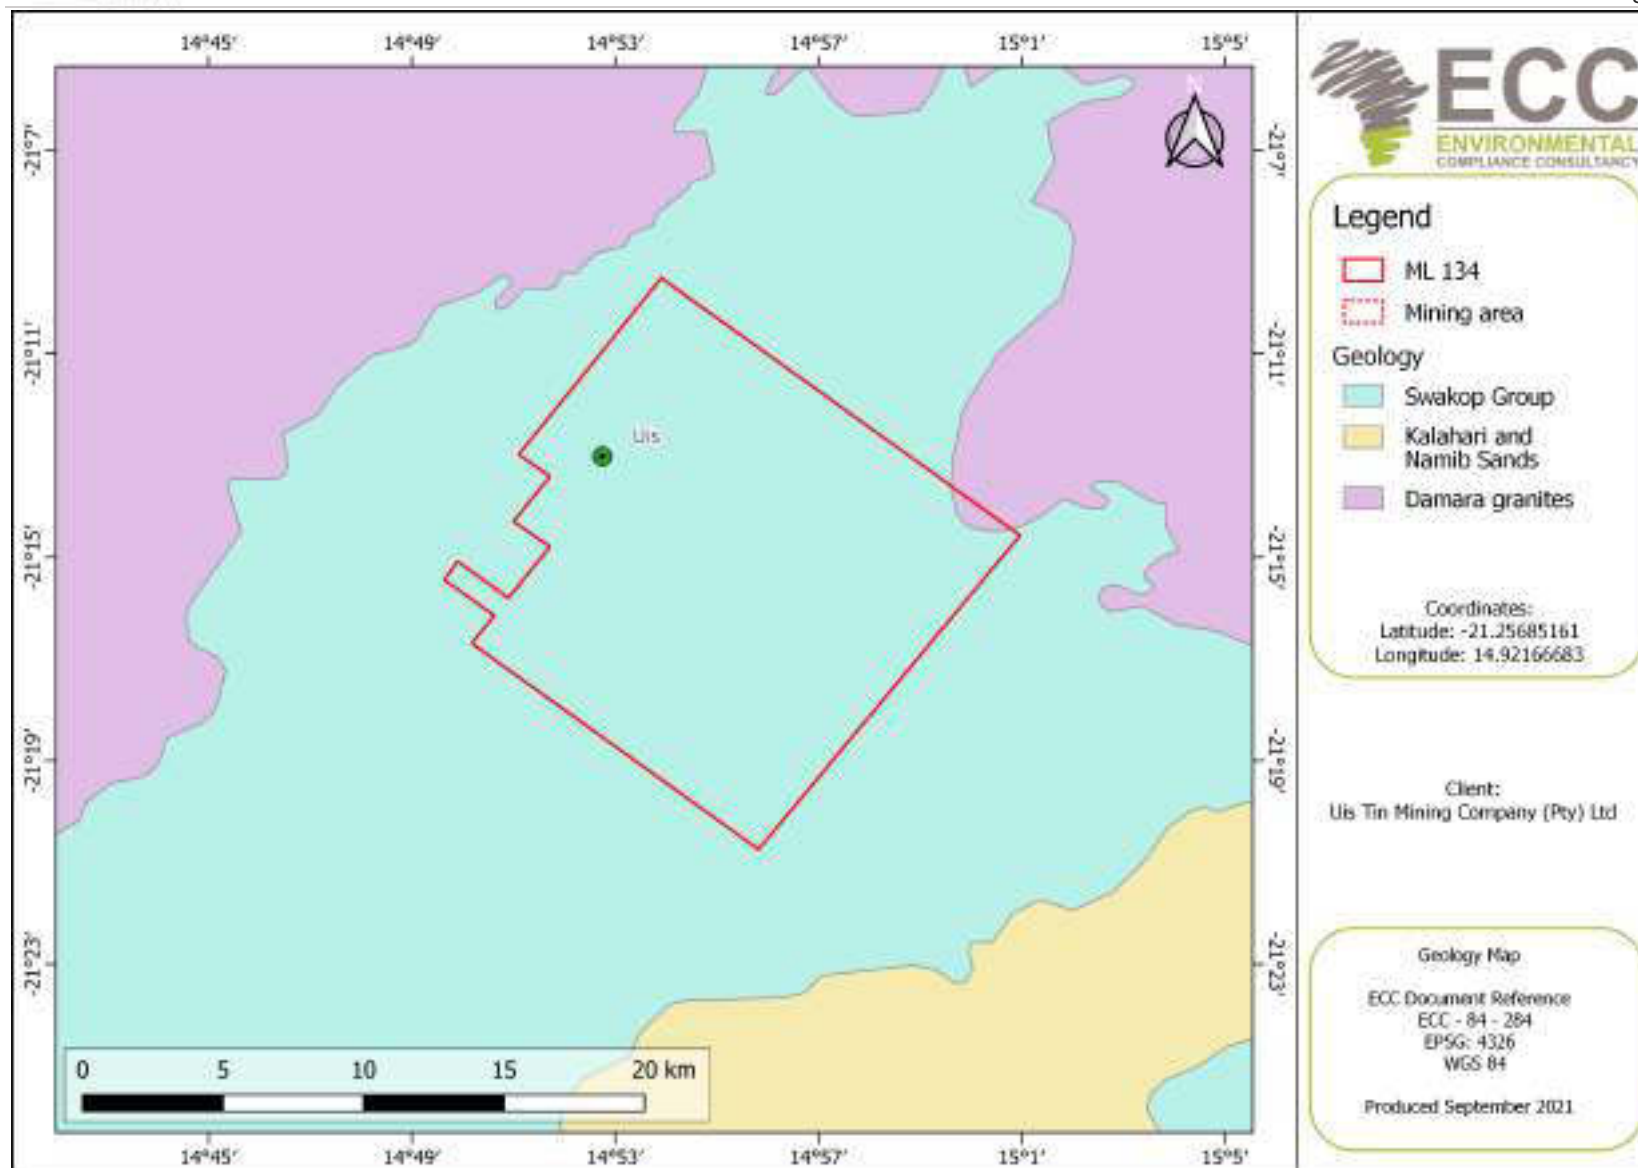 14°45' 14°49' 14°53' 14°57' 15°1' 15°5'
ECC
ENVIRONMENTAL
COMPLIANCE CONSULTANCY
N
-21°7' -21°7'
Legend
ML 134
Mining area
-21°11' -21°11'
Geology
Swakop Group
Uis
Kalahari and
Namib Sands
Damara granites
-21°15' -21°15'
Coordinates:
Latitude: -21.25685161
Longitude: 14.92166683
-21°19' -21°19'
Client:
Uis Tin Mining Company (Pty) Ltd
-21°23' -21°23'
Geology Map
ECC Document Reference
ECC - 84 - 284
EPSG: 4326
WGS 84
0 5 10 15 20 km
Produced September 2021
14°45' 14°49' 14°53' 14°57' 15°1' 15°5'